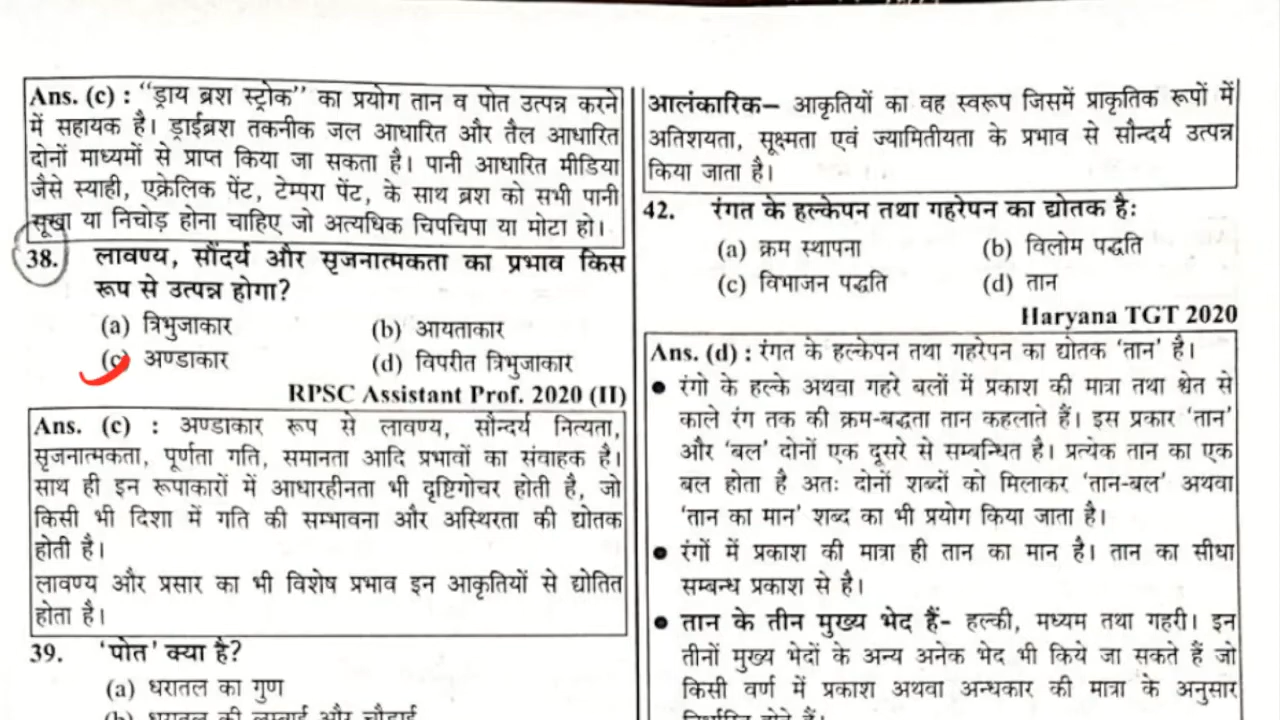 Ans. (c) : ‘‘ड्राय ब्रश स्ट्रोक’’ का प्रयोग तान व पोत उत्पन्न करने
में सहायक है। ड्राईब्रश तकनीक जल आधारित और तैल आधारित
दोनों माध्यमों से प्राप्त किया जा सकता है। पानी आधारित मीडिया
जैसे स्याही, एक्रेलिक पेंट, टेम्परा पेंट, के साथ ब्रश को सभी पानी
सूखा या निचोड़ होना चाहिए जो अत्यधिक चिपचिपा या मोटा हो।
38. लावण्य, सौंदर्य और सृजनात्मकता का प्रभाव किस
रूप से उत्पन्न होगा?
(a) त्रिभुजाकार (b) आयताकार
(c) अण्डाकार (d) विपरीत त्रिभुजाकार
RPSC Assistant Prof. 2020 (II)
Ans. (c) : अण्डाकार रूप से लावण्य, सौन्दर्य नित्यता,
सृजनात्मकता, पूर्णता गति, समानता आदि प्रभावों का संवाहक है।
साथ ही इन रूपाकारों में आधारहीनता भी दृष्टिगोचर होती है, जो
किसी भी दिशा में गति की सम्भावना और अस्थिरता की द्योतक
होती है।
लावण्य और प्रसार का भी विशेष प्रभाव इन आकृतियों से द्योतित
होता है।
39. ‘पोत’ क्या है?
(a) धरातल का गुण
(b) धरातल की लम्बाई और चौड़ाई
आलंकारिक– आकृतियों का वह स्वरूप जिसमें प्राकृतिक रूपों में
अतिशयता, सूक्ष्मता एवं ज्यामितीयता के प्रभाव से सौन्दर्य उत्पन्न
किया जाता है।
42. रंगत के हल्केपन तथा गहरेपन का द्योतक है:
(a) क्रम स्थापना (b) विलोम पद्धति
(c) विभाजन पद्धति (d) तान
Haryana TGT 2020
Ans. (d) : रंगत के हल्केपन तथा गहरेपन का द्योतक ‘तान’ है।
● रंगो के हल्के अथवा गहरे बलों में प्रकाश की मात्रा तथा श्वेत से
काले रंग तक की क्रम-बद्धता तान कहलाते हैं। इस प्रकार ‘तान’
और ‘बल’ दोनों एक दूसरे से सम्बन्धित है। प्रत्येक तान का एक
बल होता है अतः दोनों शब्दों को मिलाकर ‘तान-बल’ अथवा
‘तान का मान’ शब्द का भी प्रयोग किया जाता है।
● रंगों में प्रकाश की मात्रा ही तान का मान है। तान का सीधा
सम्बन्ध प्रकाश से है।
● तान के तीन मुख्य भेद हैं- हल्की, मध्यम तथा गहरी। इन
तीनों मुख्य भेदों के अन्य अनेक भेद भी किये जा सकते हैं जो
किसी वर्ण में प्रकाश अथवा अन्धकार की मात्रा के अनुसार